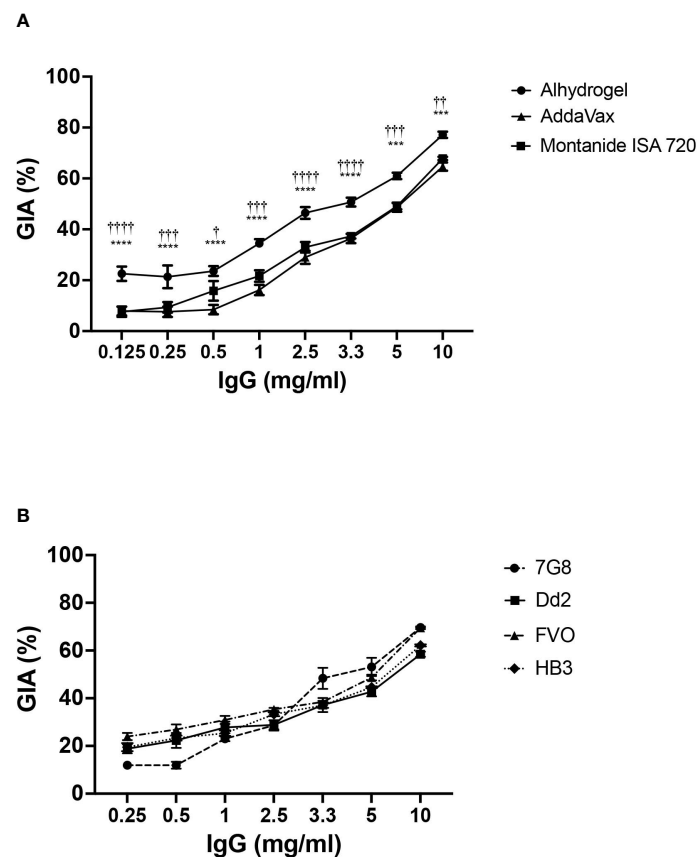 A
100
80
60
40
20
0
GIA (%)
†††† ††† † ††† †††† †††† ††† ††
**** **** **** **** **** **** *** ***
0.125 0.25 0.5 1 2.5 3.3 5 10
IgG (mg/ml)
Alhydrogel
AddaVax
Montanide ISA 720
B
100
80
60
40
20
0
GIA (%)
0.25 0.5 1 2.5 3.3 5 10
IgG (mg/ml)
7G8
Dd2
FVO
HB3